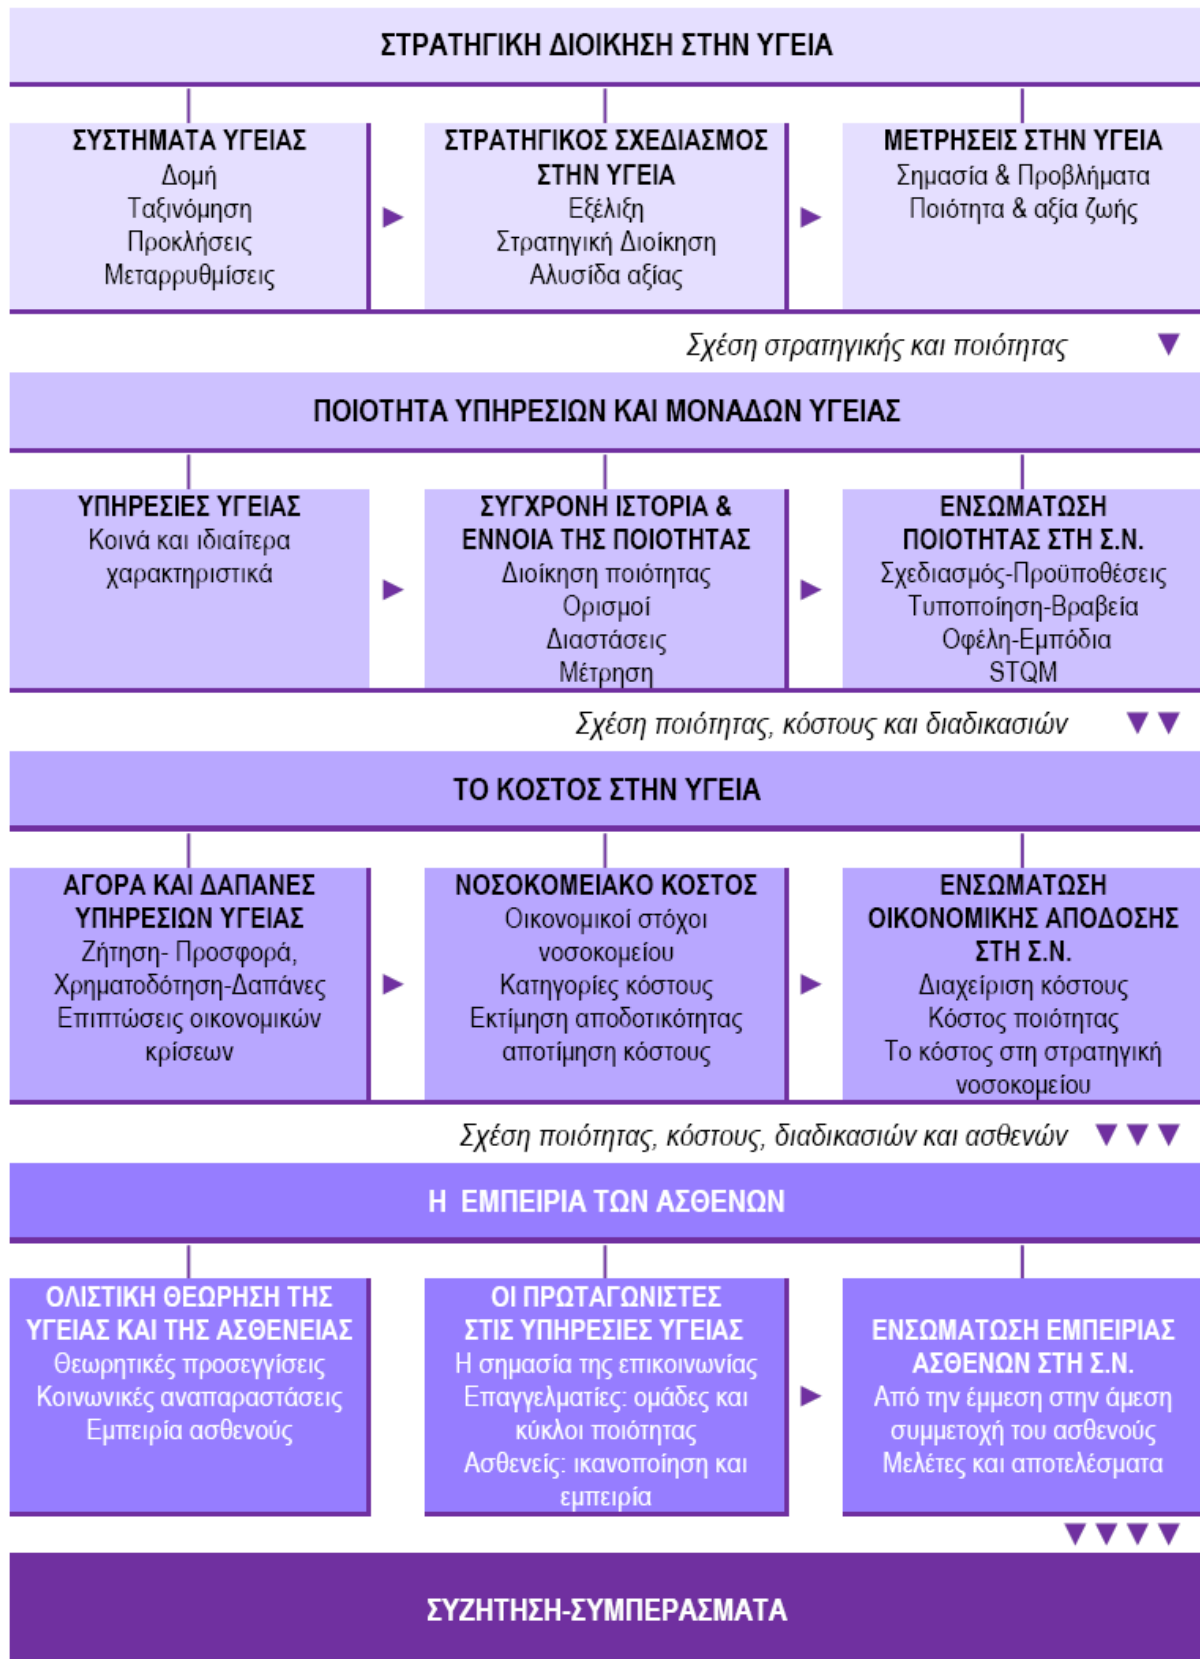 ΣΤΡΑΤΗΓΙΚΗ ΔΙΟΙΚΗΣΗ ΣΤΗΝ ΥΓΕΙΑ
ΣΥΣΤΗΜΑΤΑ ΥΓΕΙΑΣ
Δομή
Ταξινόμηση
Προκλήσεις
Μεταρρυθμίσεις
ΣΤΡΑΤΗΓΙΚΟΣ ΣΧΕΔΙΑΣΜΟΣ
ΣΤΗΝ ΥΓΕΙΑ
Εξέλιξη
Στρατηγική Διοίκηση
Αλυσίδα αξίας
ΜΕΤΡΗΣΕΙΣ ΣΤΗΝ ΥΓΕΙΑ
Σημασία & Προβλήματα
Ποιότητα & αξία ζωής
Σχέση στρατηγικής και ποιότητας
ΠΟΙΟΤΗΤΑ ΥΠΗΡΕΣΙΩΝ ΚΑΙ ΜΟΝΑΔΩΝ ΥΓΕΙΑΣ
ΥΠΗΡΕΣΙΕΣ ΥΓΕΙΑΣ
Κοινά και ιδιαίτερα
χαρακτηριστικά
ΣΥΓΧΡΟΝΗ ΙΣΤΟΡΙΑ &
ΕΝΝΟΙΑ ΤΗΣ ΠΟΙΟΤΗΤΑΣ
Διοίκηση ποιότητας
Ορισμοί
Διαστάσεις
Μέτρηση
ΕΝΣΩΜΑΤΩΣΗ
ΠΟΙΟΤΗΤΑΣ ΣΤΗ Σ.Ν.
Σχεδιασμός-Προϋποθέσεις
Τυποποίηση-Βραβεία
Οφέλη-Εμπόδια
STQM
Σχέση ποιότητας, κόστους και διαδικασιών
ΤΟ ΚΟΣΤΟΣ ΣΤΗΝ ΥΓΕΙΑ
ΑΓΟΡΑ ΚΑΙ ΔΑΠΑΝΕΣ
ΥΠΗΡΕΣΙΩΝ ΥΓΕΙΑΣ
Ζήτηση- Προσφορά,
Χρηματοδότηση-Δαπάνες
Επιπτώσεις οικονομικών
κρίσεων
ΝΟΣΟΚΟΜΕΙΑΚΟ ΚΟΣΤΟΣ
Οικονομικοί στόχοι
νοσοκομείου
Κατηγορίες κόστους
Εκτίμηση αποδοτικότητας
αποτίμηση κόστους
ΕΝΣΩΜΑΤΩΣΗ
ΟΙΚΟΝΟΜΙΚΗΣ ΑΠΟΔΟΣΗΣ
ΣΤΗ Σ.Ν.
Διαχείριση κόστους
Κόστος ποιότητας
Το κόστος στη στρατηγική
νοσοκομείου
Σχέση ποιότητας, κόστους, διαδικασιών και ασθενών
Η ΕΜΠΕΙΡΙΑ ΤΩΝ ΑΣΘΕΝΩΝ
ΟΛΙΣΤΙΚΗ ΘΕΩΡΗΣΗ ΤΗΣ
ΥΓΕΙΑΣ ΚΑΙ ΤΗΣ ΑΣΘΕΝΕΙΑΣ
Θεωρητικές προσεγγίσεις
Κοινωνικές αναπαραστάσεις
Εμπειρία ασθενούς
ΟΙ ΠΡΩΤΑΓΩΝΙΣΤΕΣ
ΣΤΙΣ ΥΠΗΡΕΣΙΕΣ ΥΓΕΙΑΣ
Η σημασία της επικοινωνίας
Επαγγελματίες: ομάδες και
κύκλοι ποιότητας
Ασθενείς: ικανοποίηση και
εμπειρία
ΕΝΣΩΜΑΤΩΣΗ ΕΜΠΕΙΡΙΑΣ
ΑΣΘΕΝΩΝ ΣΤΗ Σ.Ν.
Από την έμμεση στην άμεση
συμμετοχή του ασθενούς
Μελέτες και αποτελέσματα
ΣΥΖΗΤΗΣΗ-ΣΥΜΠΕΡΑΣΜΑΤΑ